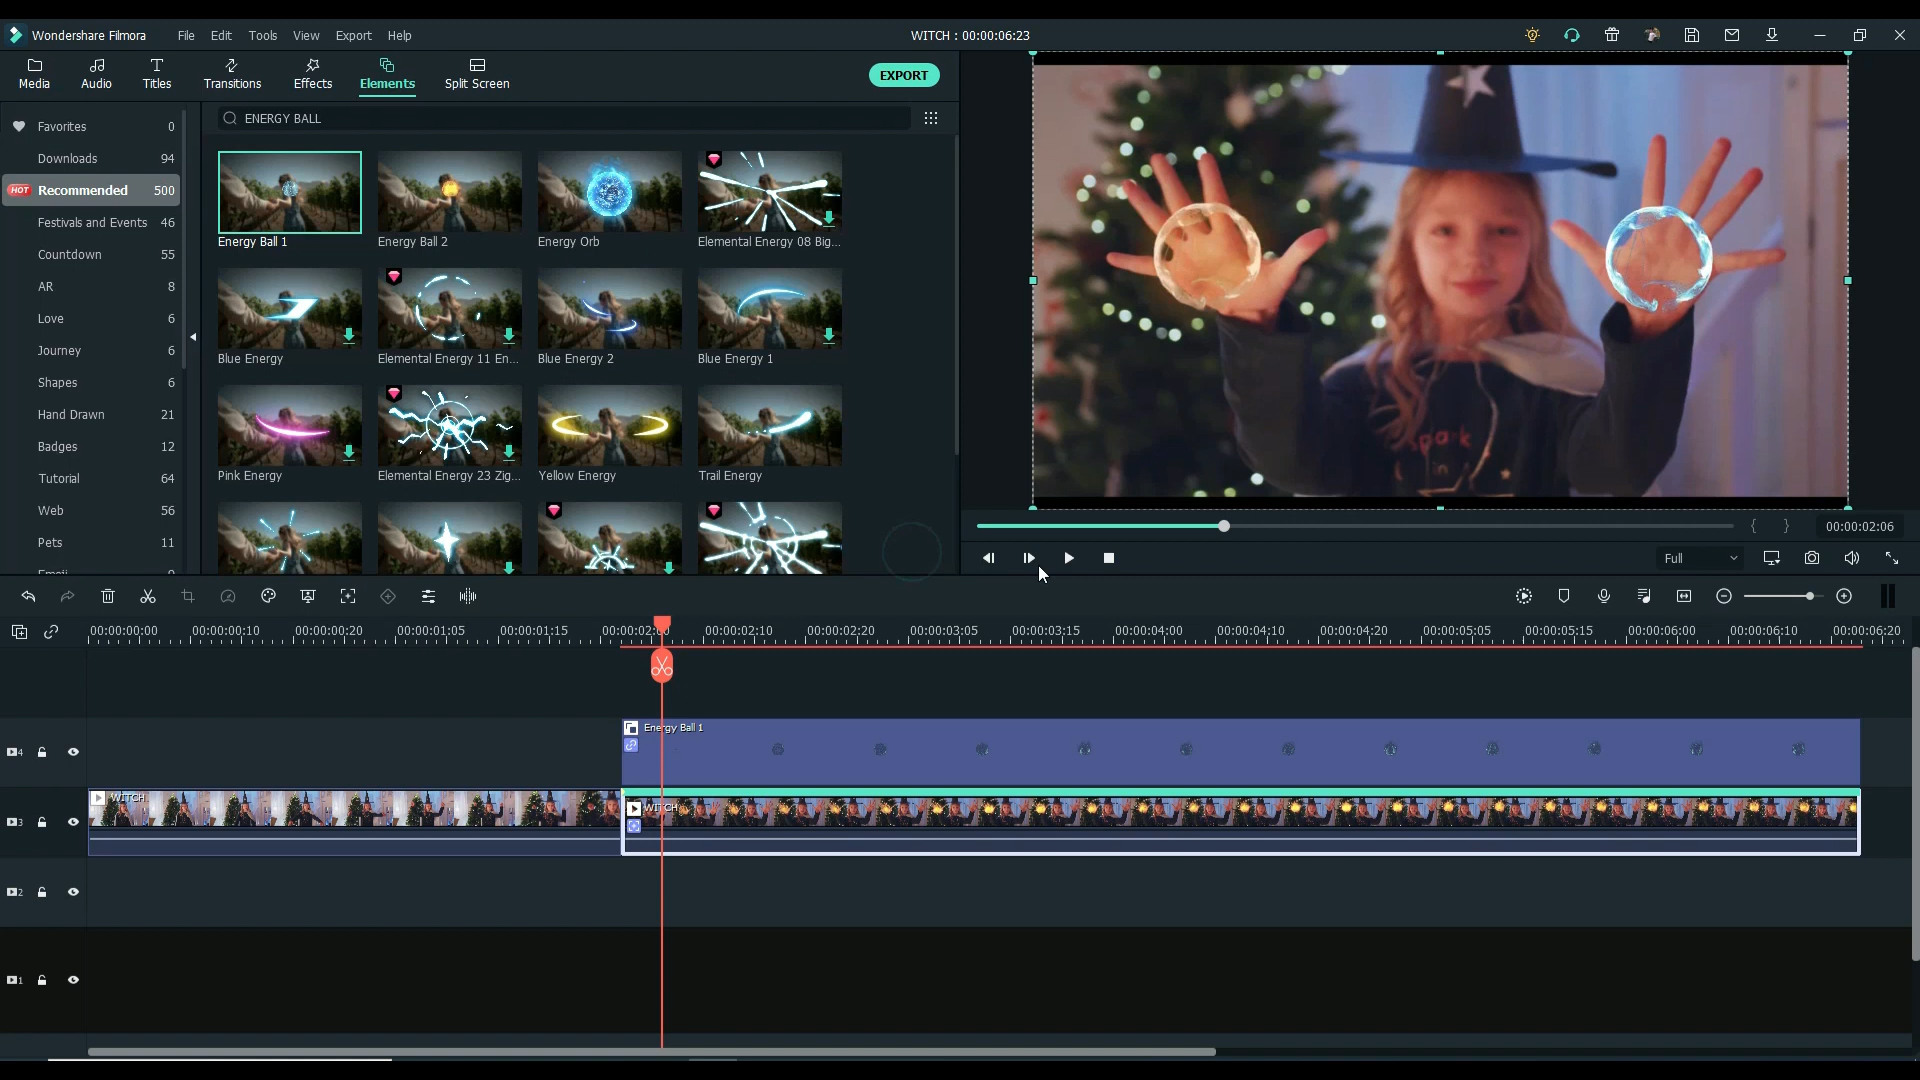 Wondershare Filmora File Edit Tools View Export Help WITCH : 00:00:06:23
Media Audio Titles Transitions Effects Elements Split Screen EXPORT
ENERGY BALL
Favorites 0
Downloads 94
HOT Recommended 500
Festivals and Events 46
Countdown 55
AR 8
Love 6
Journey 6
Shapes 6
Hand Drawn 21
Badges 12
Tutorial 64
Web 56
Pets 11
Energy Ball 1 Energy Ball 2 Energy Orb Elemental Energy 08 Big...
Blue Energy Elemental Energy 11 En... Blue Energy 2 Blue Energy 1
Pink Energy Elemental Energy 23 Zig... Yellow Energy Trail Energy
Spark
in
{ } 00:00:02:06
Full
00:00:00:00 00:00:00:10 00:00:00:20 00:00:01:05 00:00:01:15 00:00:02:10 00:00:02:20 00:00:03:05 00:00:03:15 00:00:04:00 00:00:04:10 00:00:04:20 00:00:05:05 00:00:05:15 00:00:06:00 00:00:06:10 00:00:06:20
Energy Ball 1
4
WITCH WITCH
3
2
1